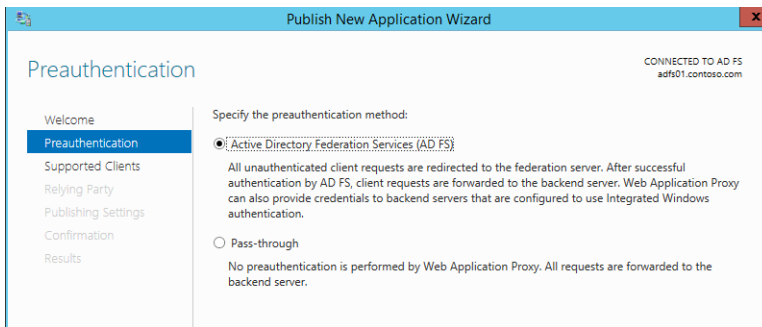 Publish New Application Wizard
x
Preauthentication
CONNECTED TO AD FS
adfs01.contoso.com
Welcome
Preauthentication
Supported Clients
Relying Party
Publishing Settings
Confirmation
Results
Specify the preauthentication method:
Active Directory Federation Services (AD FS)
All unauthenticated client requests are redirected to the federation server. After successful
authentication by AD FS, client requests are forwarded to the backend server. Web Application Proxy
can also provide credentials to backend servers that are configured to use Integrated Windows
authentication.
Pass-through
No preauthentication is performed by Web Application Proxy. All requests are forwarded to the
backend server.